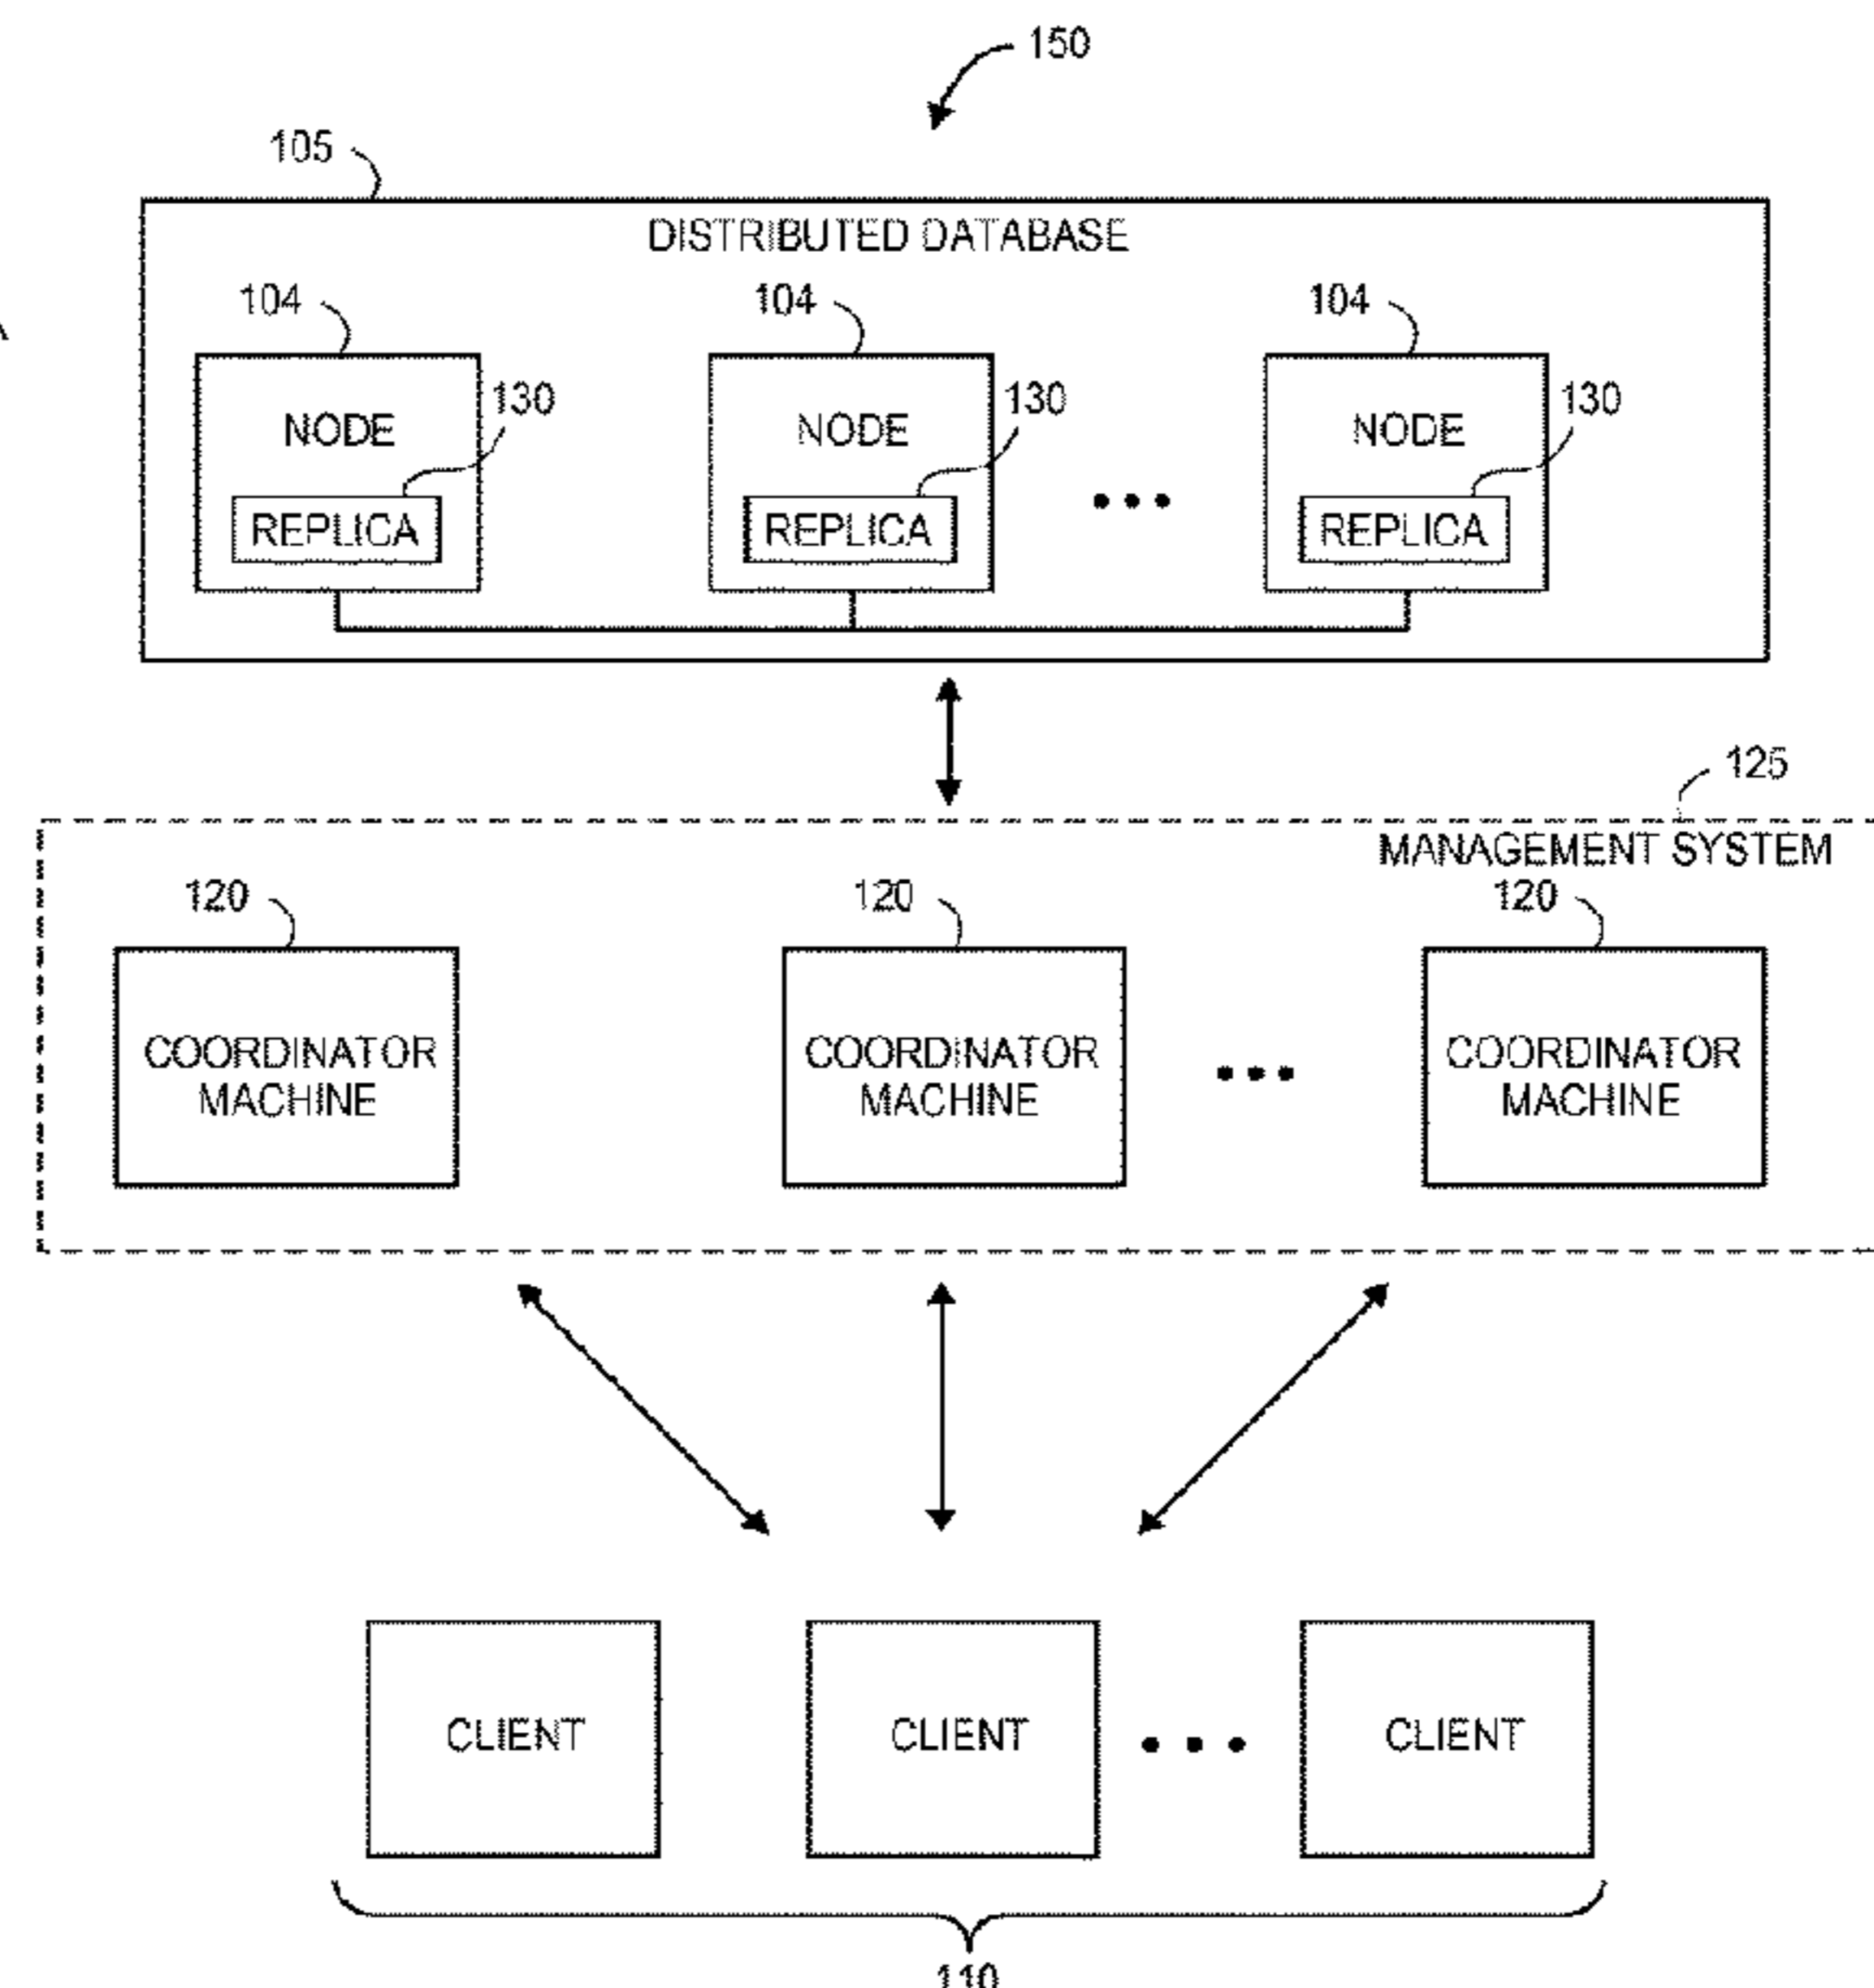 150
105
DISTRIBUTED DATABASE
104 104 104
130 130 130
NODE NODE NODE
REPLICA REPLICA REPLICA
125
MANAGEMENT SYSTEM
120 120 120
COORDINATOR COORDINATOR COORDINATOR
MACHINE MACHINE MACHINE
CLIENT CLIENT CLIENT
110